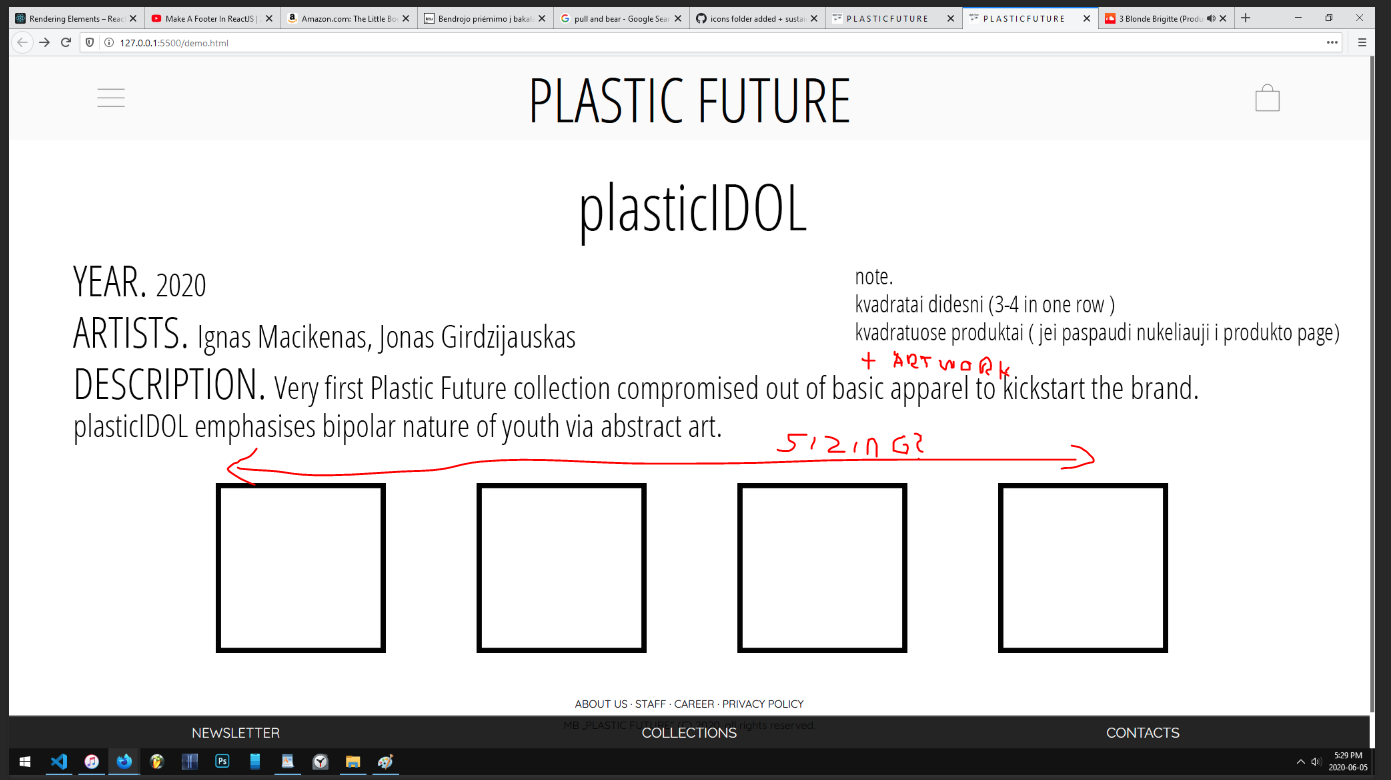 Rendering Elements – Reac
Make A Footer In ReactJS |
Amazon.com: The Little Bo
Bendrojo priėmimo į bakal
pull and bear - Google Sear
icons folder added + sustai
PLASTICFUTURE
PLASTICFUTURE
3 Blonde Brigitte (Produ
127.0.0.1:5500/demo.html
PLASTIC FUTURE
plasticIDOL
YEAR. 2020
ARTISTS. Ignas Macikenas, Jonas Girdzijauskas
note.
kvadratai didesni (3-4 in one row )
kvadratuose produktai ( jei paspaudi nukeliauji i produkto page)
+ ARTWORK
DESCRIPTION. Very first Plastic Future collection compromised out of basic apparel to kickstart the brand.
plasticIDOL emphasises bipolar nature of youth via abstract art.
SIZING?
ABOUT US · STAFF · CAREER · PRIVACY POLICY
MB „PLASTIC FUTURE" (C) 2020, all rights reserved.
NEWSLETTER
COLLECTIONS
CONTACTS
Ps
5:29 PM
2020-06-05